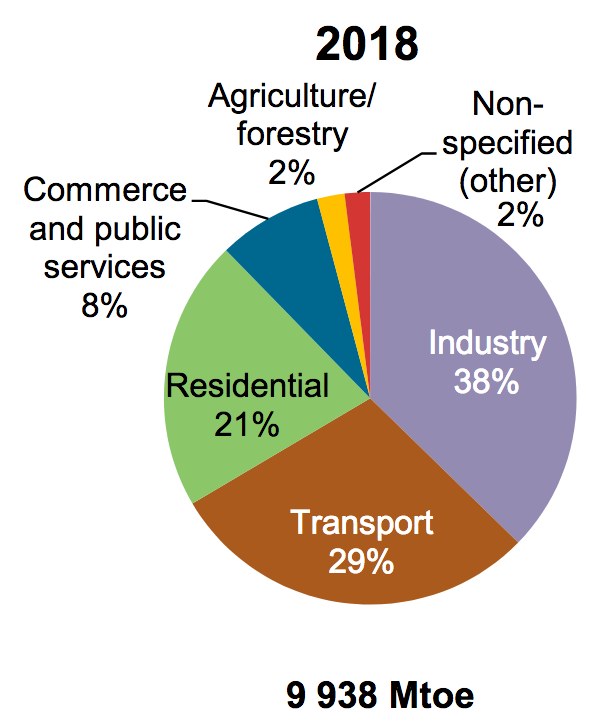 2018
Agriculture/
forestry
2%
Non-
specified
(other)
2%
Commerce
and public
services
8%
Industry
38%
Residential
21%
Transport
29%
9 938 Mtoe